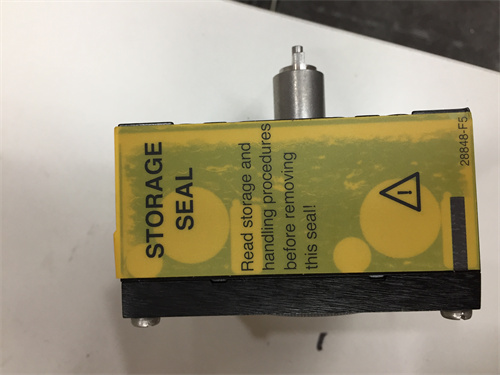 STORAGE
SEAL
Read storage and
handling procedures
before removing
this seal!
28848-F5